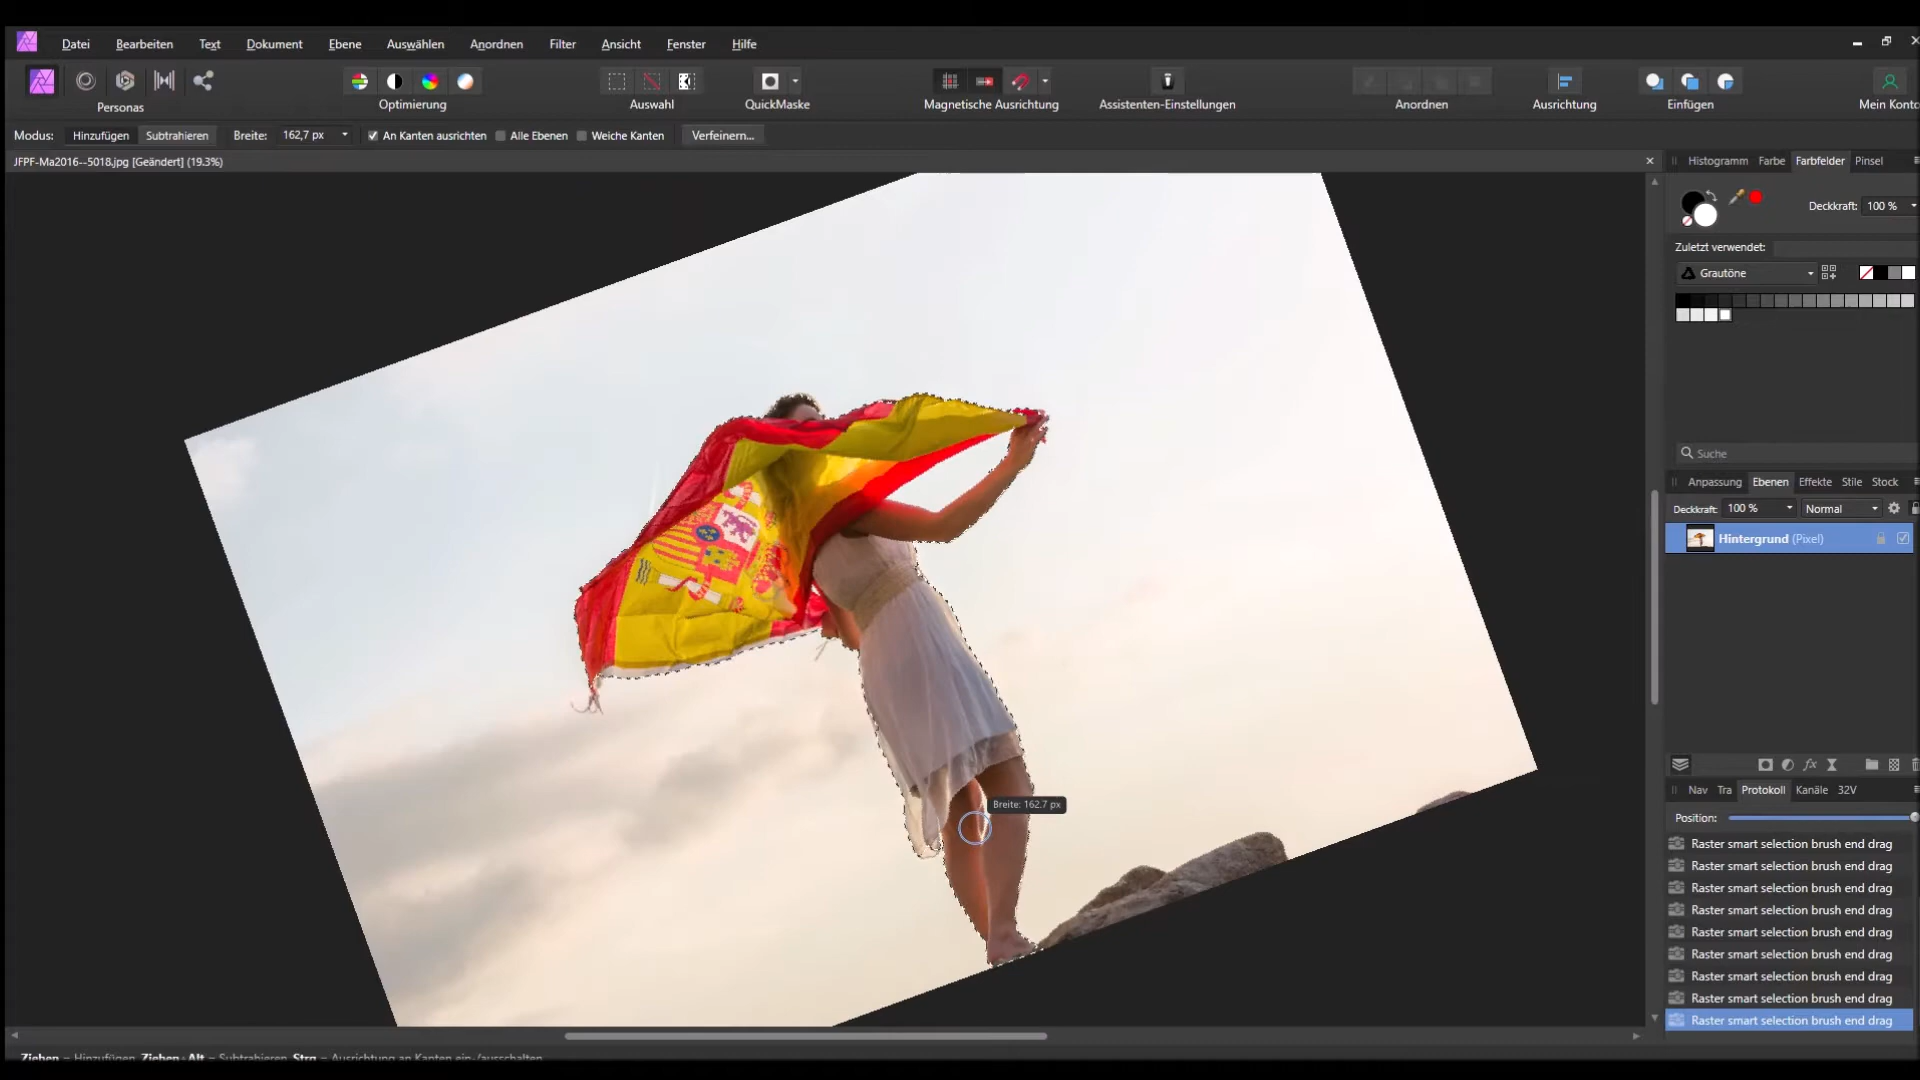 Datei Bearbeiten Text Dokument Ebene Auswählen Anordnen Filter Ansicht Fenster Hilfe
Personas Optimierung Auswahl QuickMaske Magnetische Ausrichtung Assistenten-Einstellungen Anordnen Ausrichtung Einfügen Mein Kont
Modus: Hinzufügen Subtrahieren Breite: 162,7 px An Kanten ausrichten Alle Ebenen Weiche Kanten Verfeinern...
JFPF-Ma2016--5018.jpg [Geändert] (19.3%)
Histogramm Farbe Farbfelder Pinsel
Deckkraft: 100 %
Zuletzt verwendet:
Grautöne
Suche
Anpassung Ebenen Effekte Stile Stock
Deckkraft: 100 % Normal
Hintergrund (Pixel)
Breite: 162.7 px
Nav Tra Protokoll Kanäle 32V
Position:
Raster smart selection brush end drag
Raster smart selection brush end drag
Raster smart selection brush end drag
Raster smart selection brush end drag
Raster smart selection brush end drag
Raster smart selection brush end drag
Raster smart selection brush end drag
Raster smart selection brush end drag
Raster smart selection brush end drag
Ziehen = Hinzufügen, Ziehen+Alt = Subtrahieren, Strg = Ausrichtung an Kanten ein-/ausschalten